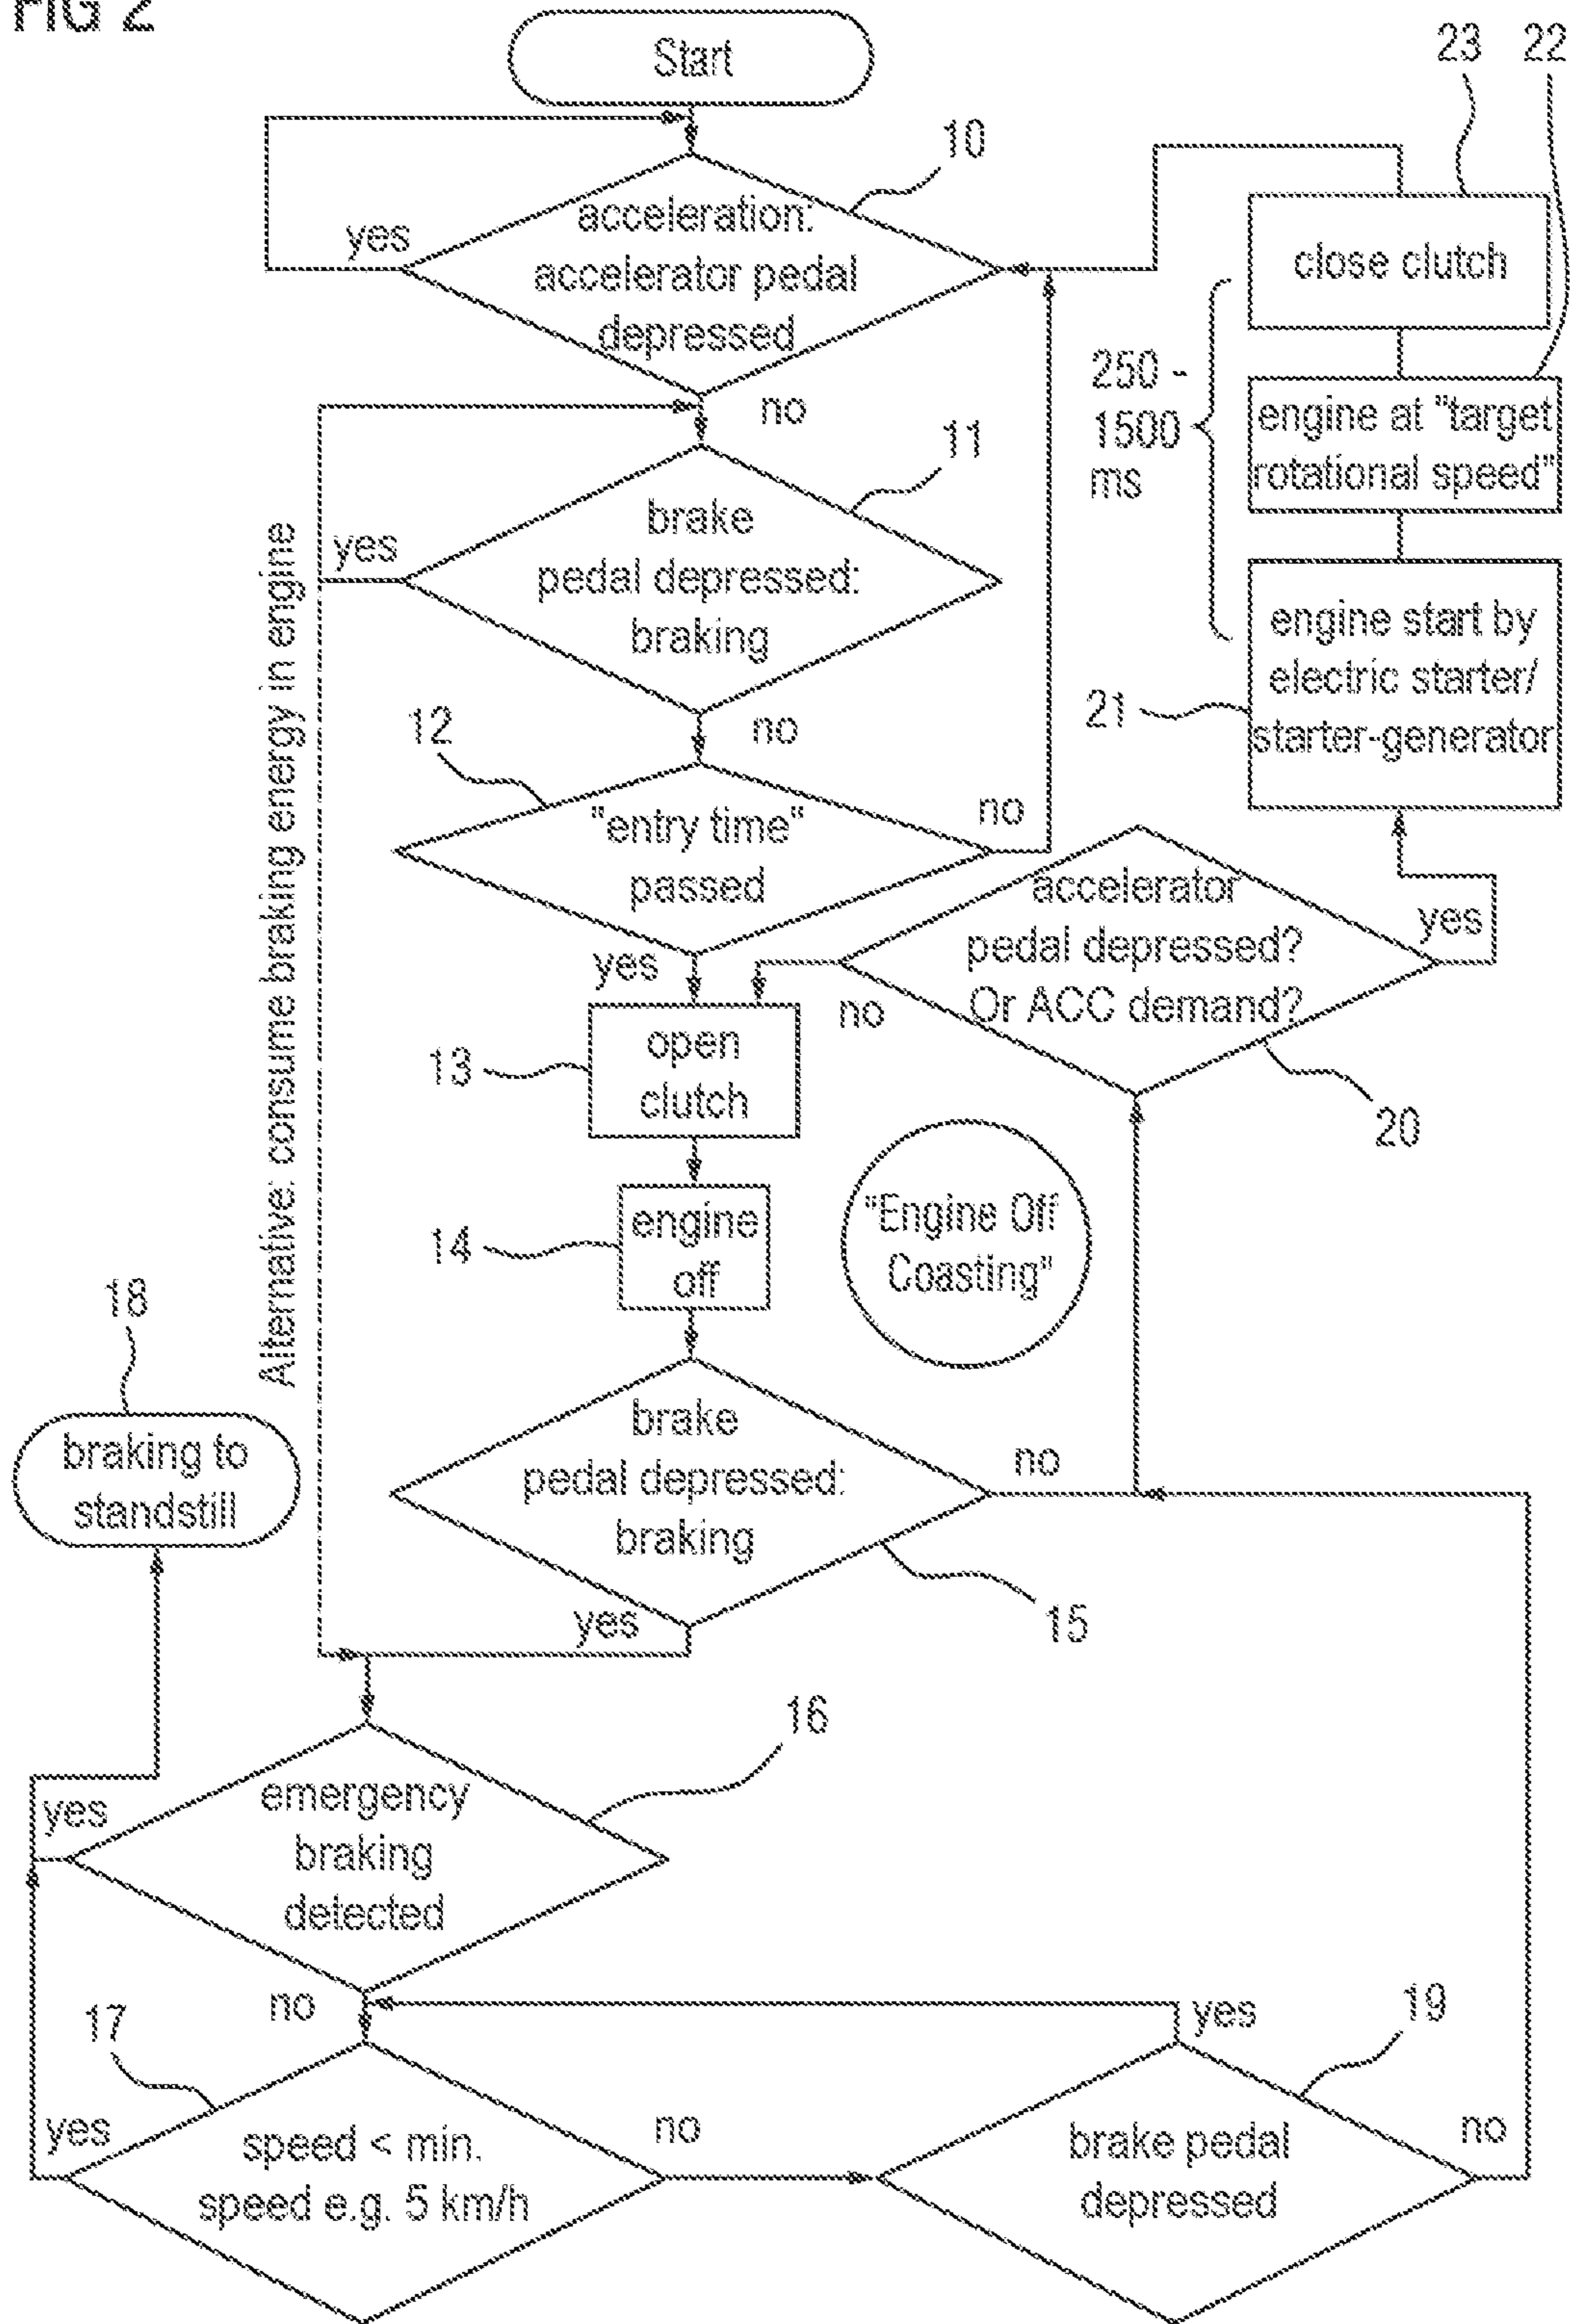 FIG 2
Start
23
22
10
acceleration:
accelerator pedal
depressed
yes
no
close clutch
250 -
1500
ms
engine at "target
rotational speed"
11
brake
pedal depressed:
braking
yes
no
engine start by
electric starter/
starter-generator
21
Alternative: consume braking energy in engine
12
"entry time"
passed
no
yes
accelerator
pedal depressed?
Or ACC demand?
yes
no
20
13
open
clutch
14
engine
off
"Engine Off
Coasting"
18
braking to
standstill
brake
pedal depressed:
braking
no
yes
15
16
emergency
braking
detected
yes
no
17
speed < min.
speed e.g. 5 km/h
yes
no
19
brake pedal
depressed
yes
no